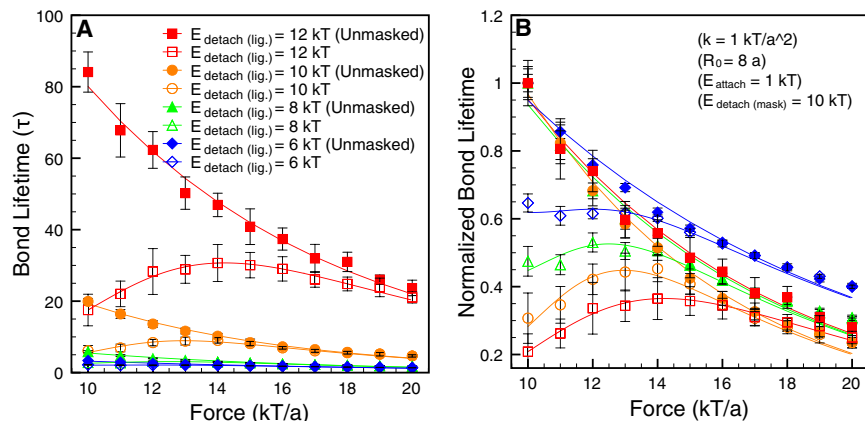 A
E detach (lig.) = 12 kT (Unmasked)
E detach (lig.) = 12 kT
E detach (lig.) = 10 kT (Unmasked)
E detach (lig.) = 10 kT
E detach (lig.) = 8 kT (Unmasked)
E detach (lig.) = 8 kT
E detach (lig.) = 6 kT (Unmasked)
E detach (lig.) = 6 kT
Bond Lifetime (τ)
100
80
60
40
20
0
10 12 14 16 18 20
Force (kT/a)
B
(k = 1 kT/a^2)
(R0 = 8 a)
(E attach = 1 kT)
(E detach (mask) = 10 kT)
Normalized Bond Lifetime
1.2
1
0.8
0.6
0.4
0.2
10 12 14 16 18 20
Force (kT/a)